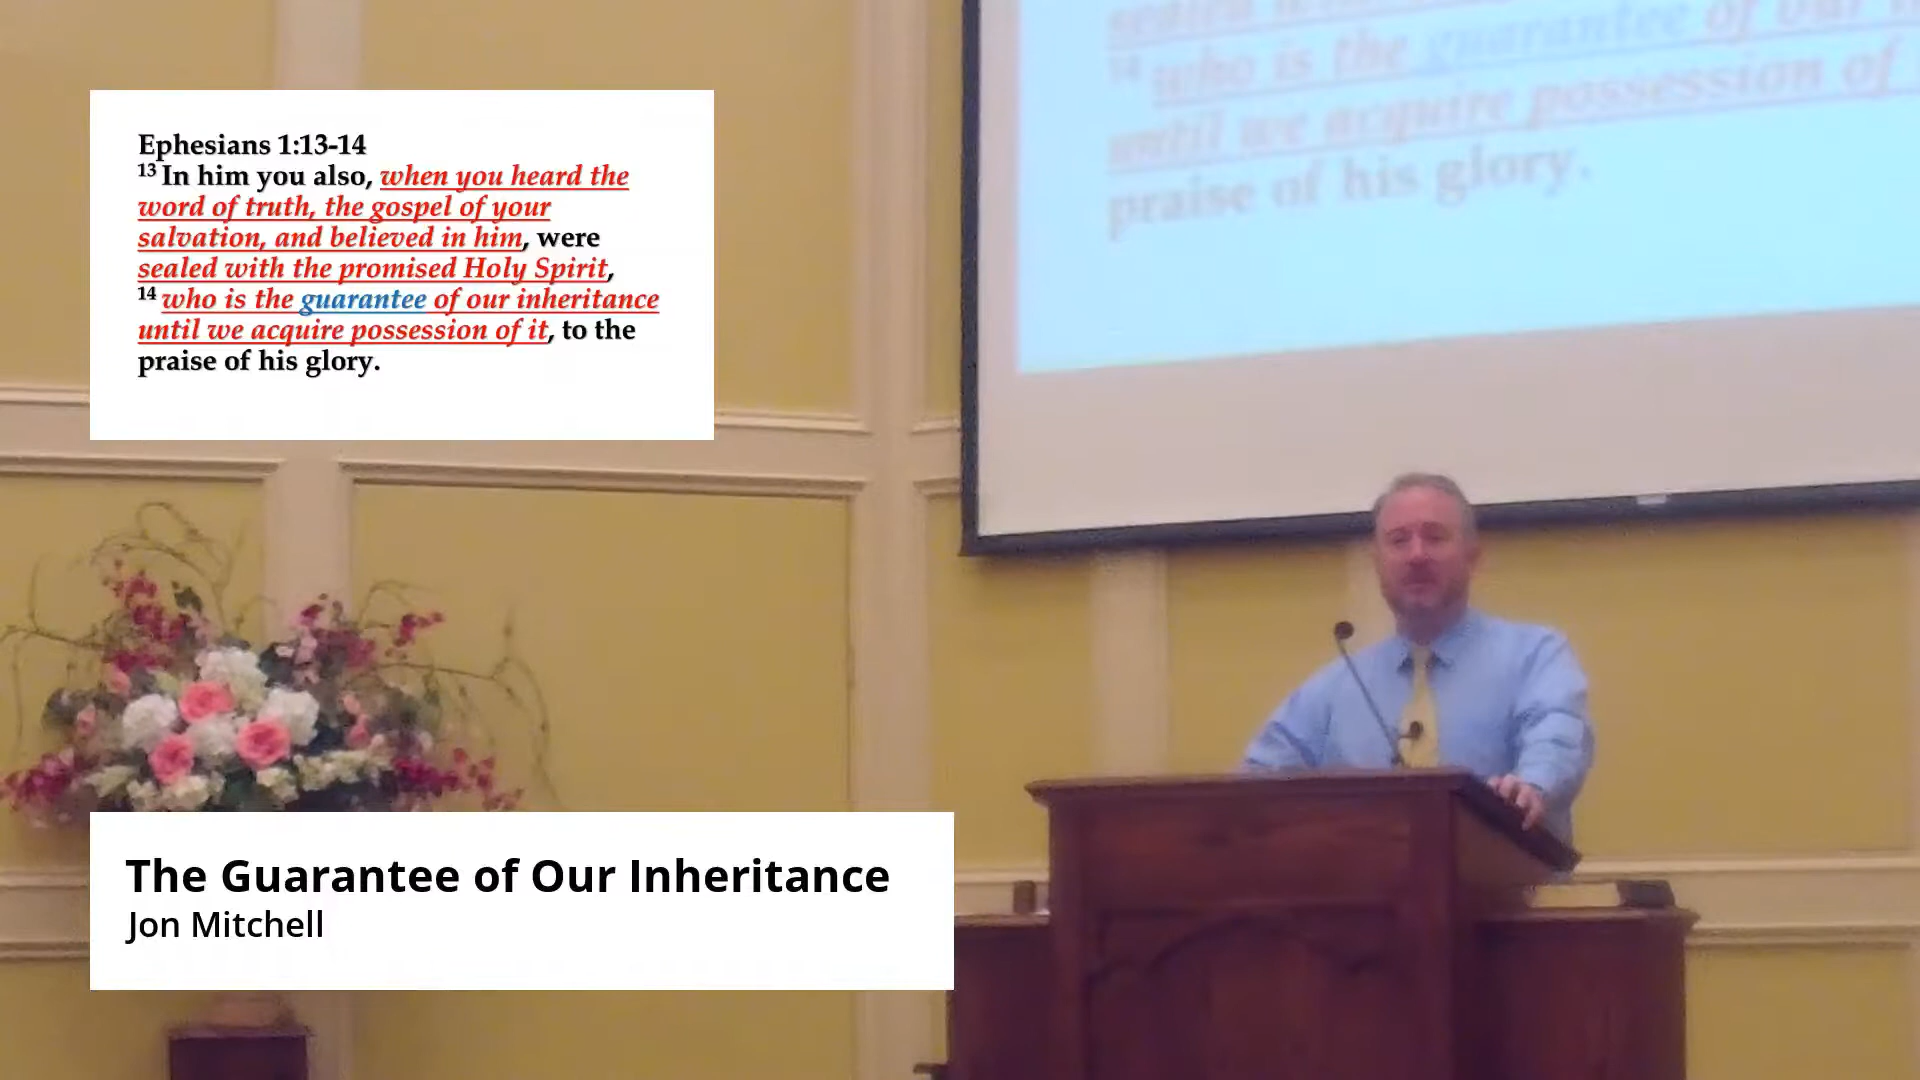 Ephesians 1:13-14
13 In him you also, when you heard the
word of truth, the gospel of your
salvation, and believed in him, were
sealed with the promised Holy Spirit,
14 who is the guarantee of our inheritance
until we acquire possession of it, to the
praise of his glory.
sealed with the
14 who is the guarantee of our
until we acquire possession of
praise of his glory.
The Guarantee of Our Inheritance
Jon Mitchell